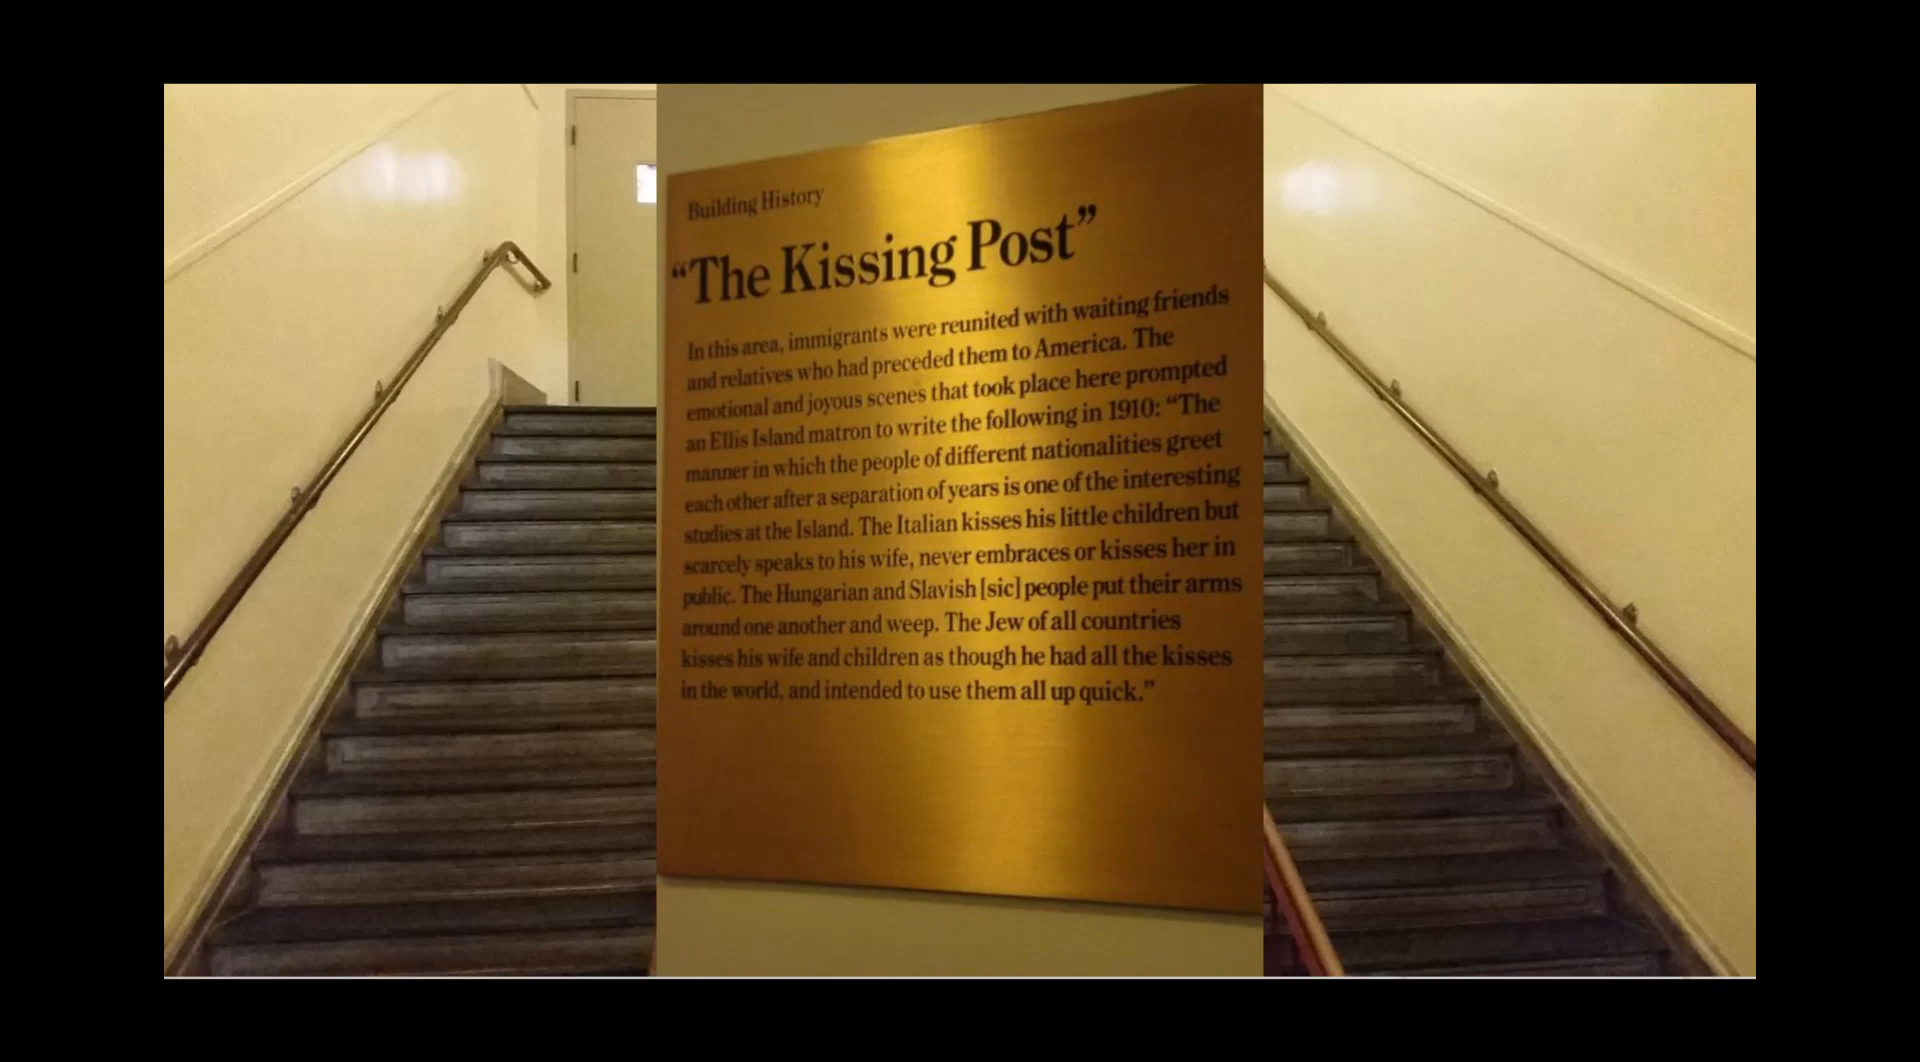 Building History
“The Kissing Post”
In this area, immigrants were reunited with waiting friends
and relatives who had preceded them to America. The
emotional and joyous scenes that took place here prompted
an Ellis Island matron to write the following in 1910: “The
manner in which the people of different nationalities greet
each other after a separation of years is one of the interesting
studies at the Island. The Italian kisses his little children but
scarcely speaks to his wife, never embraces or kisses her in
public. The Hungarian and Slavish [sic] people put their arms
around one another and weep. The Jew of all countries
kisses his wife and children as though he had all the kisses
in the world, and intended to use them all up quick.”